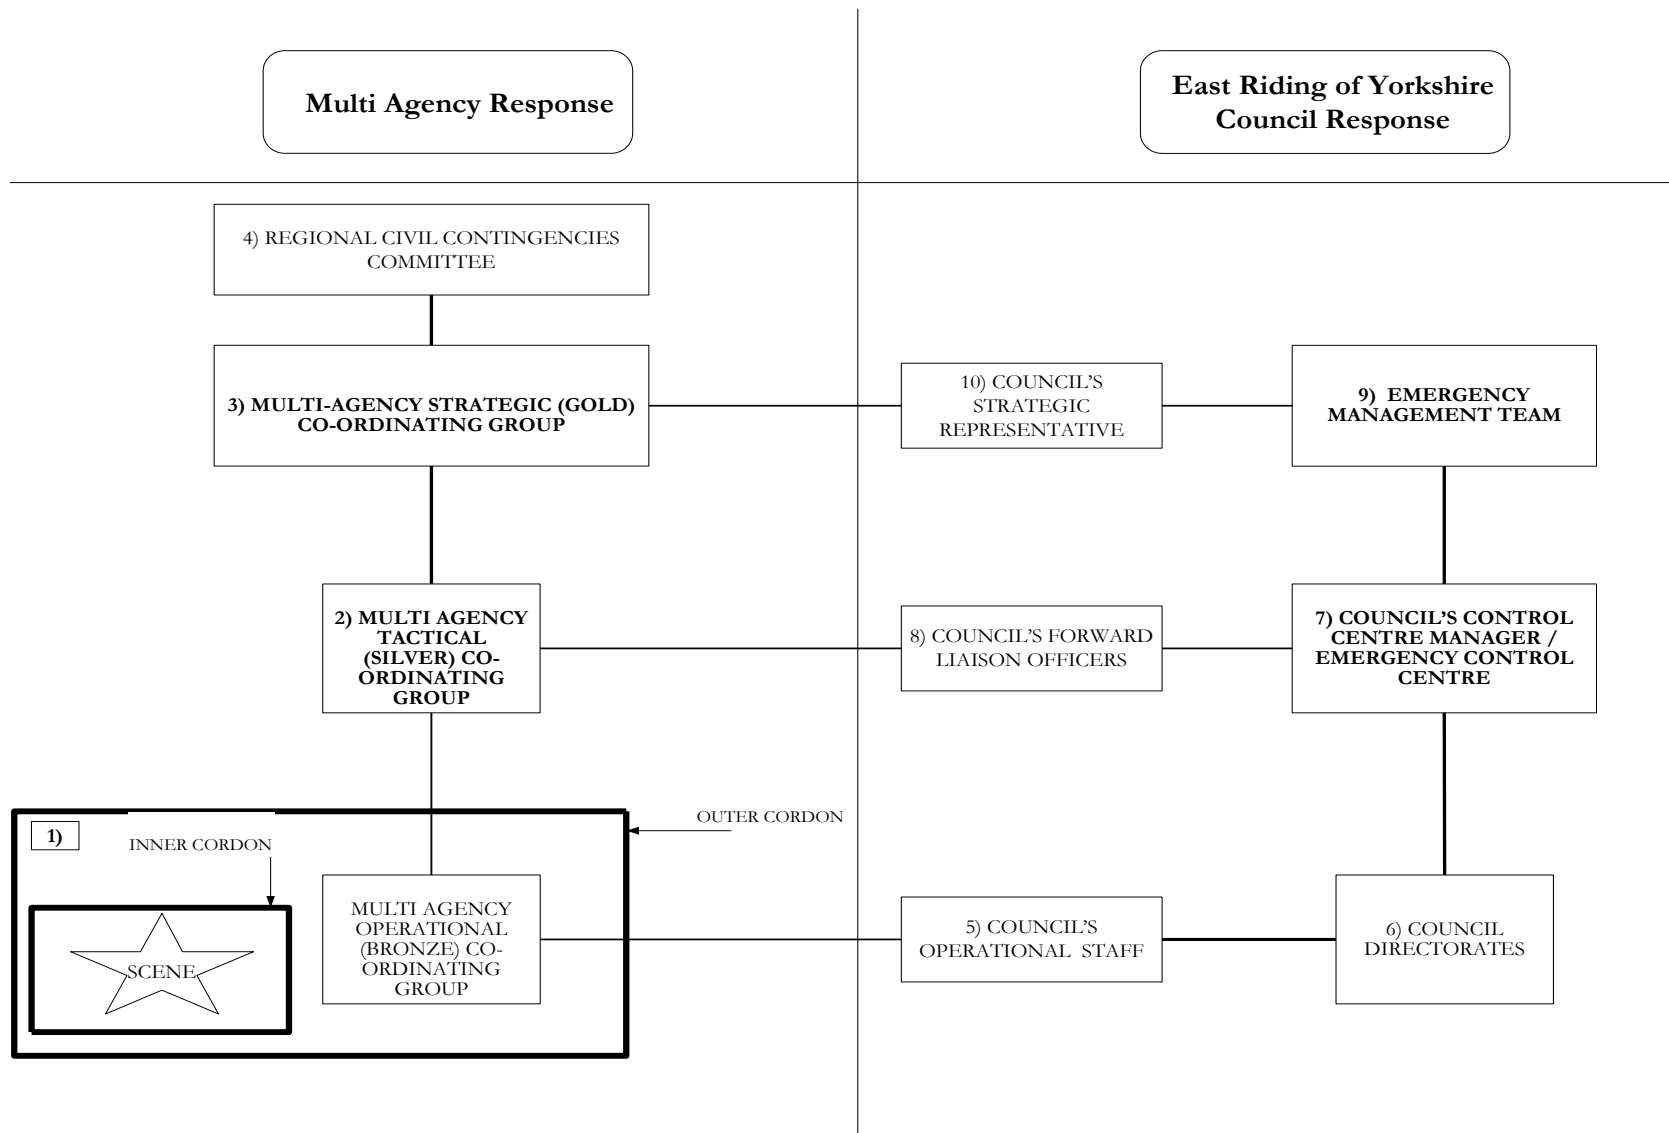 Multi Agency Response
East Riding of Yorkshire
Council Response
4) REGIONAL CIVIL CONTINGENCIES
COMMITTEE
3) MULTI-AGENCY STRATEGIC (GOLD)
CO-ORDINATING GROUP
10) COUNCIL'S
STRATEGIC
REPRESENTATIVE
9) EMERGENCY
MANAGEMENT TEAM
2) MULTI AGENCY
TACTICAL
(SILVER) CO-
ORDINATING
GROUP
8) COUNCIL'S FORWARD
LIAISON OFFICERS
7) COUNCIL'S CONTROL
CENTRE MANAGER /
EMERGENCY CONTROL
CENTRE
OUTER CORDON
1)
INNER CORDON
SCENE
MULTI AGENCY
OPERATIONAL
(BRONZE) CO-
ORDINATING
GROUP
5) COUNCIL'S
OPERATIONAL STAFF
6) COUNCIL
DIRECTORATES